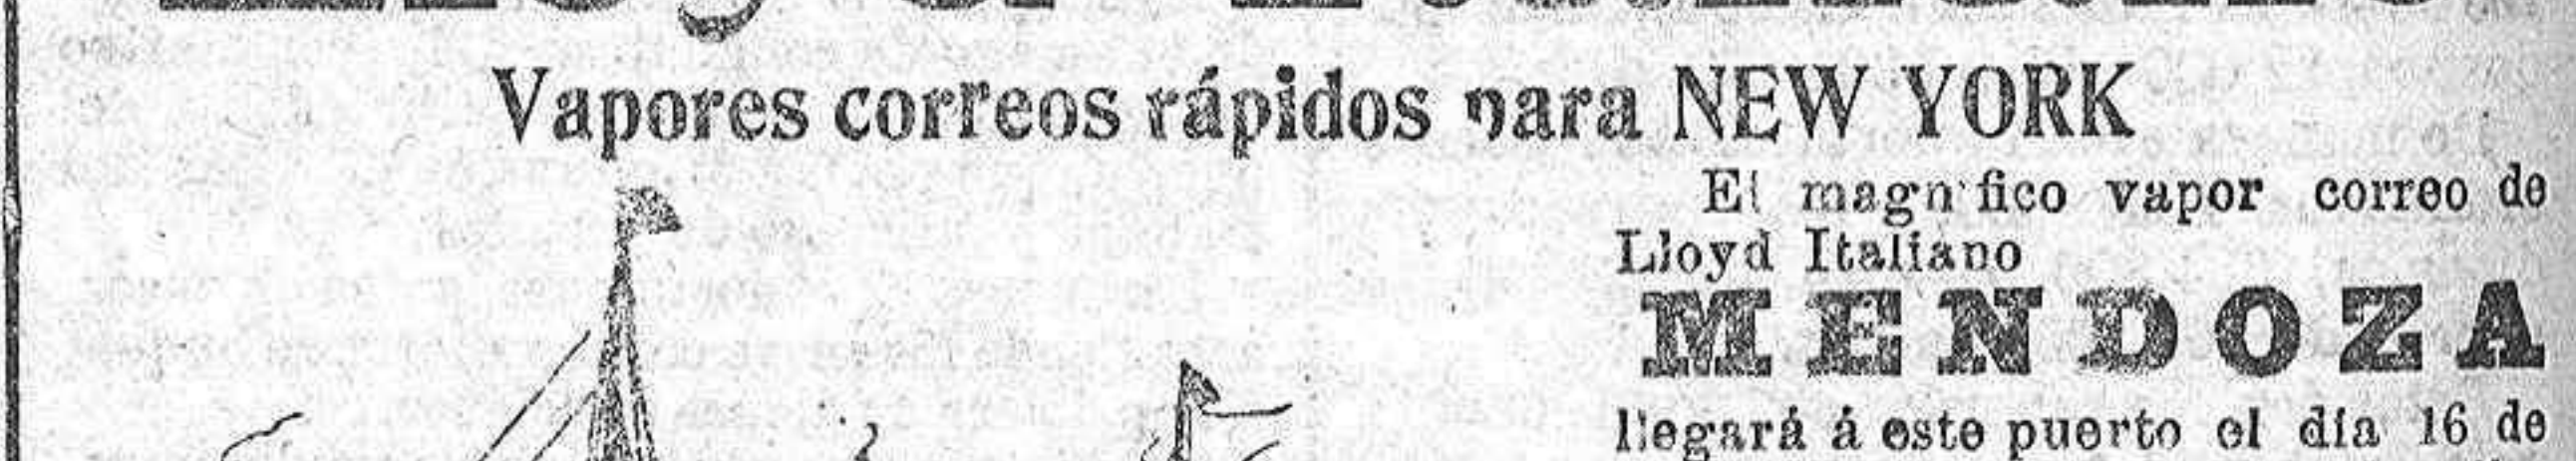 Vapores correos rápidos para NEW YORK
El magnífico vapor correo de
Lloyd Italiano
MENDOZA
llegará á este puerto el día 16 de